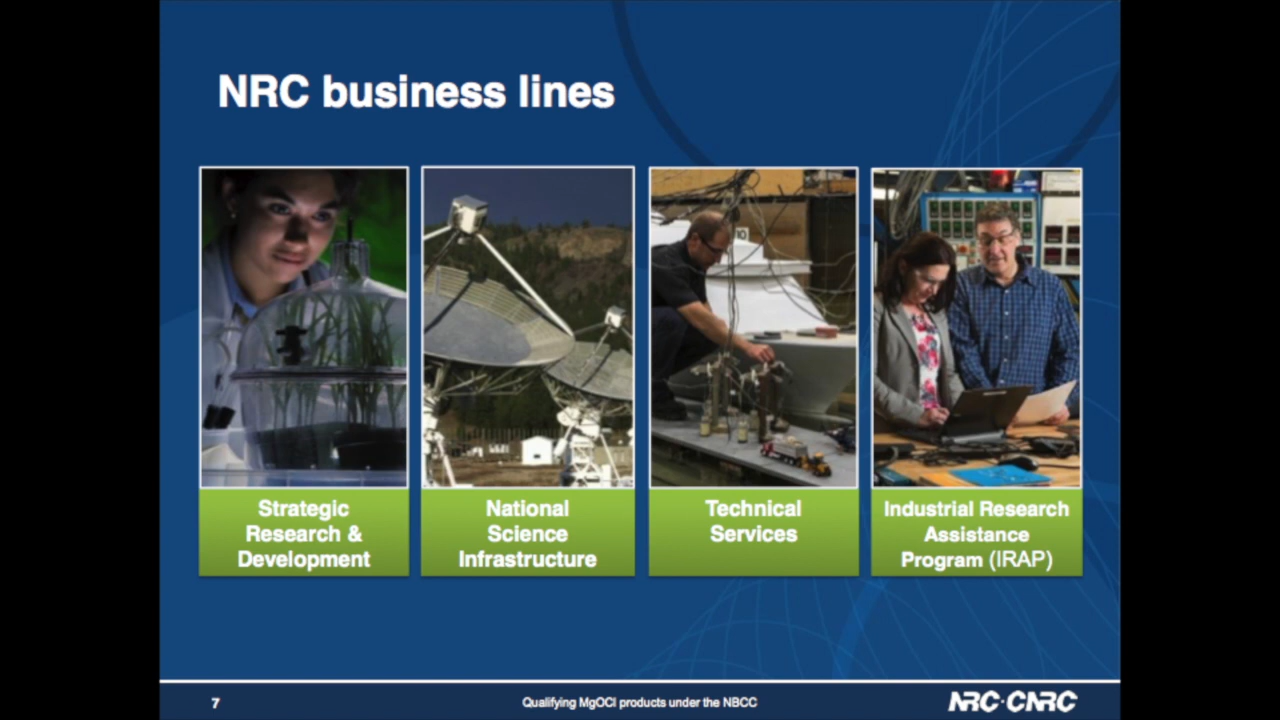 NRC business lines
Strategic
Research &
Development
National
Science
Infrastructure
Technical
Services
Industrial Research
Assistance
Program (IRAP)
7
Qualifying MgOCl products under the NBCC
NRC·CNRC